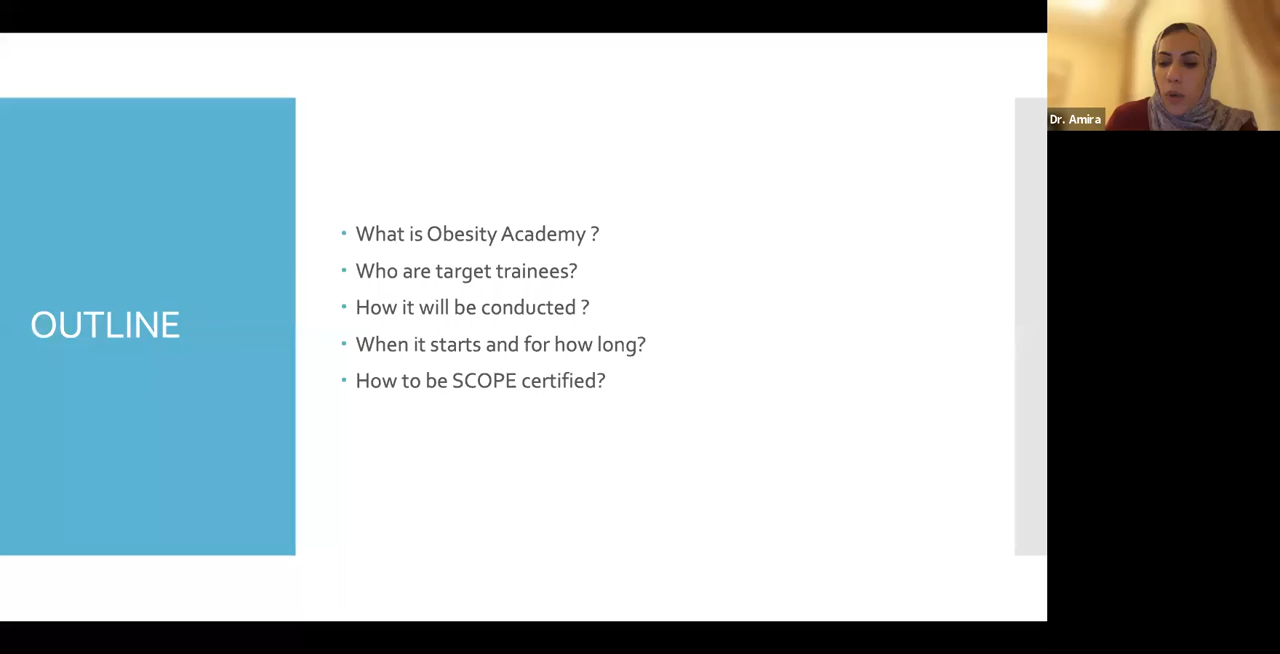 OUTLINE
• What is Obesity Academy ?
• Who are target trainees?
• How it will be conducted ?
• When it starts and for how long?
• How to be SCOPE certified?
Dr. Amira